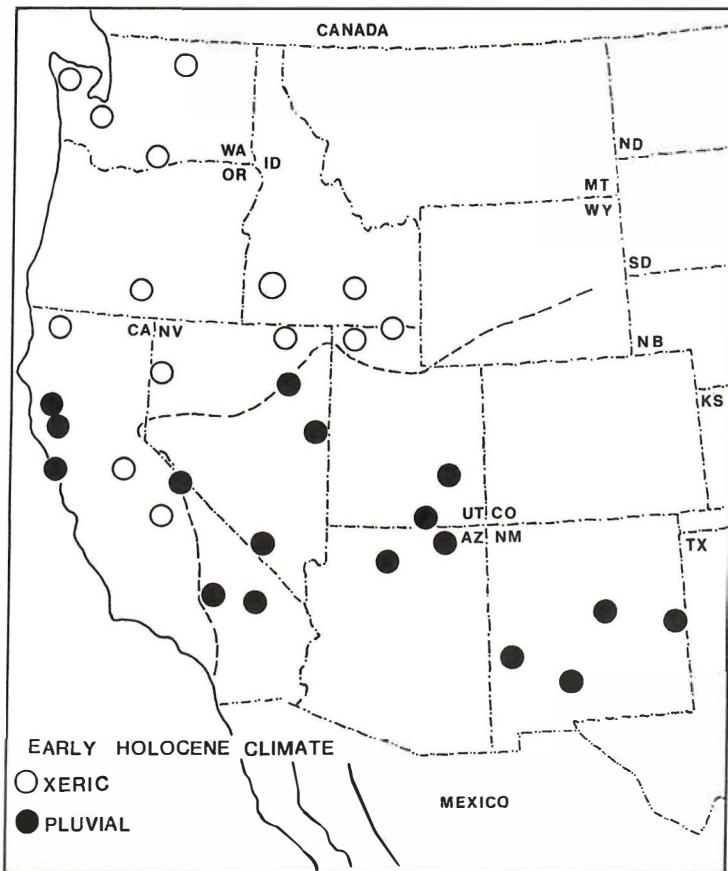 CANADA
WA
OR
ID
ND
MT
WY
SD
CA NV
NB
KS
UT CO
AZ NM
TX
EARLY HOLOCENE CLIMATE
XERIC
PLUVIAL
MEXICO